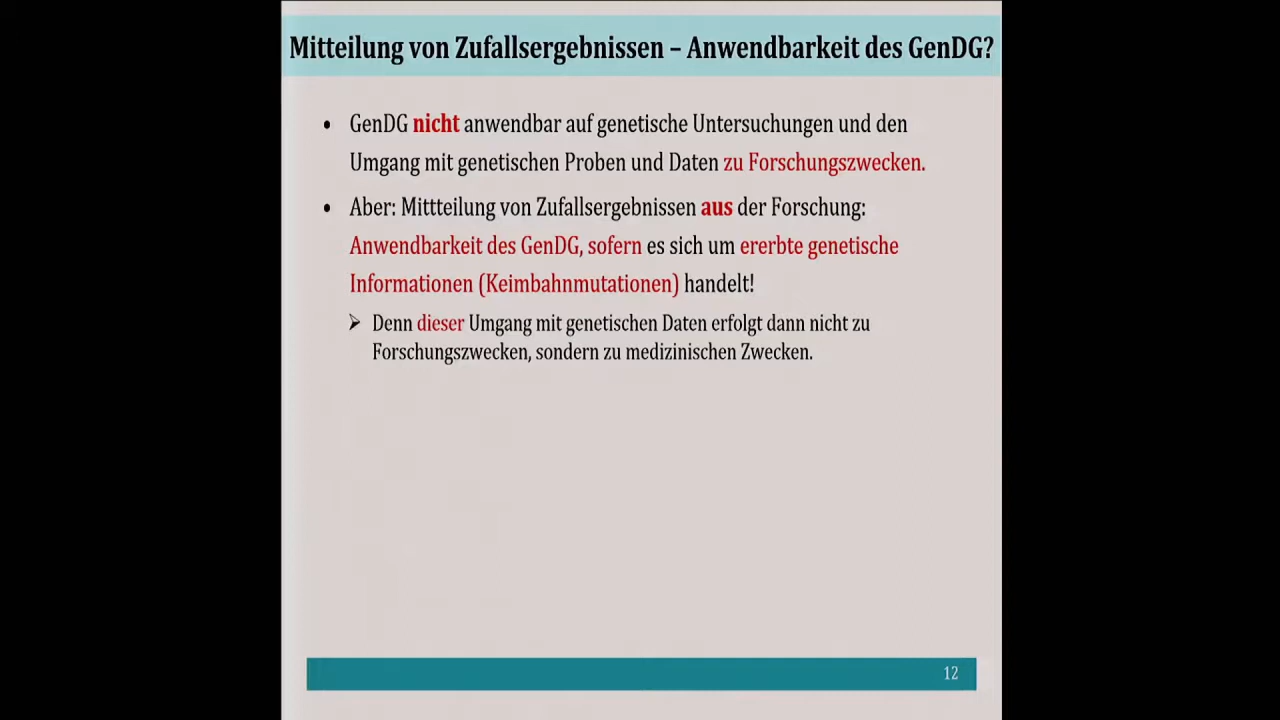 Mitteilung von Zufallsergebnissen – Anwendbarkeit des GenDG?
• GenDG nicht anwendbar auf genetische Untersuchungen und den
Umgang mit genetischen Proben und Daten zu Forschungszwecken.
• Aber: Mittteilung von Zufallsergebnissen aus der Forschung:
Anwendbarkeit des GenDG, sofern es sich um ererbte genetische
Informationen (Keimbahnmutationen) handelt!
➢ Denn dieser Umgang mit genetischen Daten erfolgt dann nicht zu
Forschungszwecken, sondern zu medizinischen Zwecken.
12